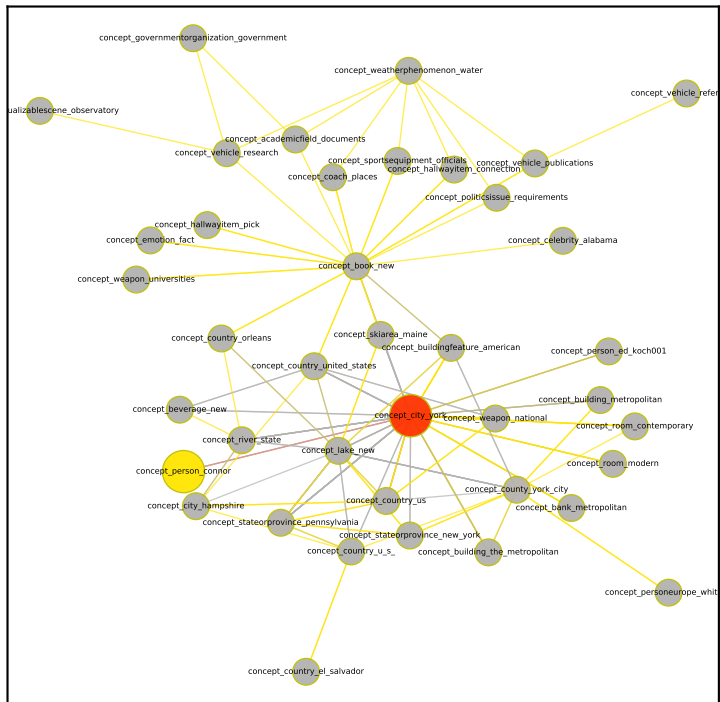 concept_governmentorganization_government
concept_weatherphenomenon_water
concept_vehicle_refer
ualizablescene_observatory
concept_academicfield_documents
concept_vehicle_research
concept_sportsequipment_officials
concept_vehicle_publications
concept_hallwayitem_connection
concept_coach_places
concept_politicsissue_requirements
concept_hallwayitem_pick
concept_emotion_fact
concept_celebrity_alabama
concept_book_new
concept_weapon_universities
concept_skiarea_maine
concept_country_orleans
concept_buildingfeature_american
concept_person_ed_koch001
concept_country_united_states
concept_building_metropolitan
concept_beverage_new
concept_city_york
concept_weapon_national
concept_room_contemporary
concept_river_state
concept_lake_new
concept_room_modern
concept_person_connor
concept_county_york_city
concept_country_us
concept_city_hampshire
concept_bank_metropolitan
concept_stateorprovince_pennsylvania
concept_stateorprovince_new_york
concept_country_u_s_
concept_building_the_metropolitan
concept_personeurope_whit
concept_country_el_salvador